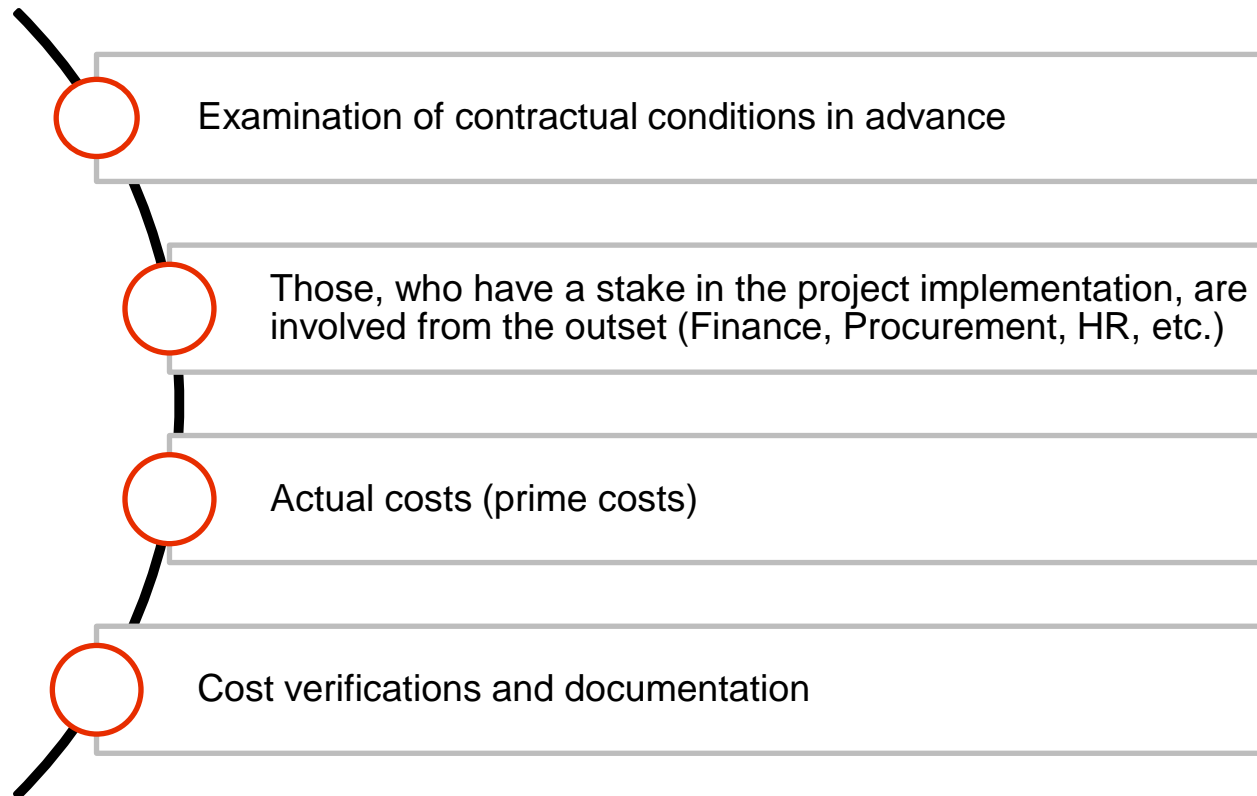 Examination of contractual conditions in advance
Those, who have a stake in the project implementation, are
involved from the outset (Finance, Procurement, HR, etc.)
Actual costs (prime costs)
Cost verifications and documentation